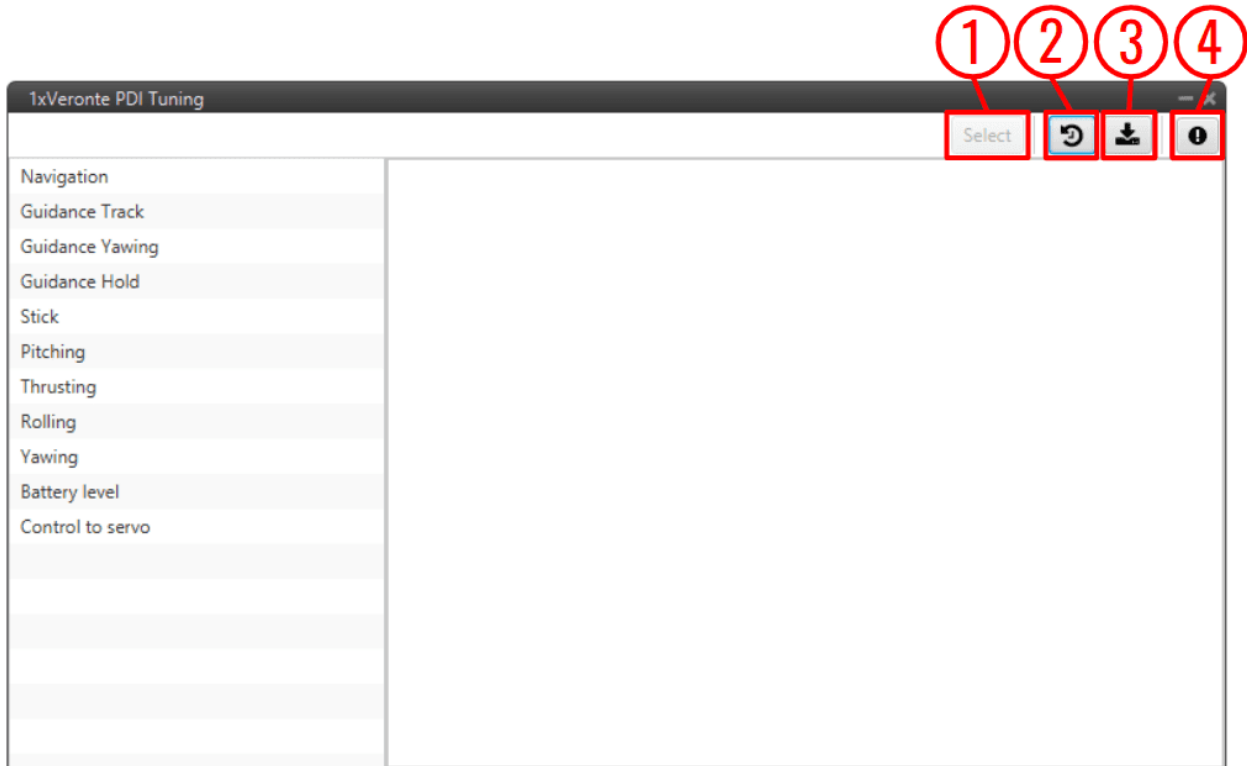 1 2 3 4
1xVeronte PDI Tuning
Select
Navigation
Guidance Track
Guidance Yawing
Guidance Hold
Stick
Pitching
Thrusting
Rolling
Yawing
Battery level
Control to servo